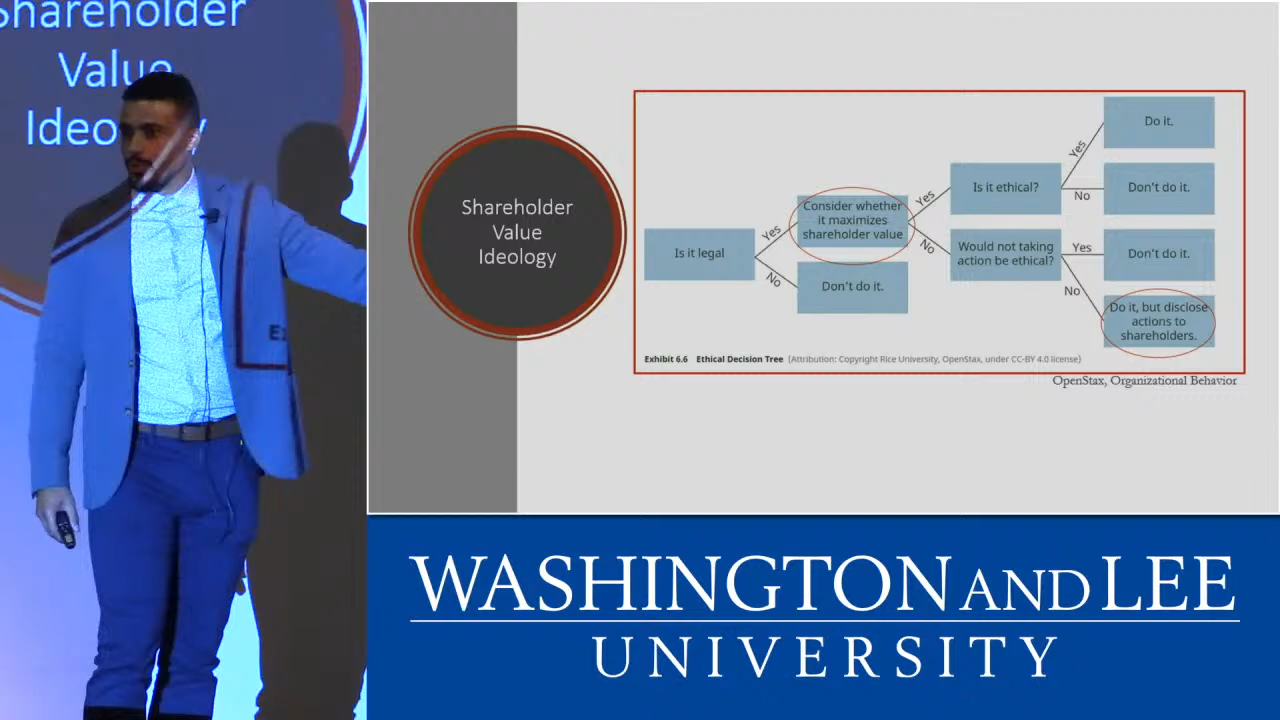 Shareholder
Value
Ideo
y
Ex
Shareholder
Value
Ideology
Is it legal
Yes
No
Consider whether
it maximizes
shareholder value
Don't do it.
Yes
No
Is it ethical?
Would not taking
action be ethical?
Yes
No
Yes
No
Do it.
Don't do it.
Don't do it.
Do it, but disclose
actions to
shareholders.
Exhibit 6.6 Ethical Decision Tree (Attribution: Copyright Rice University, OpenStax, under CC-BY 4.0 license)
OpenStax, Organizational Behavior
WASHINGTON AND LEE
UNIVERSITY